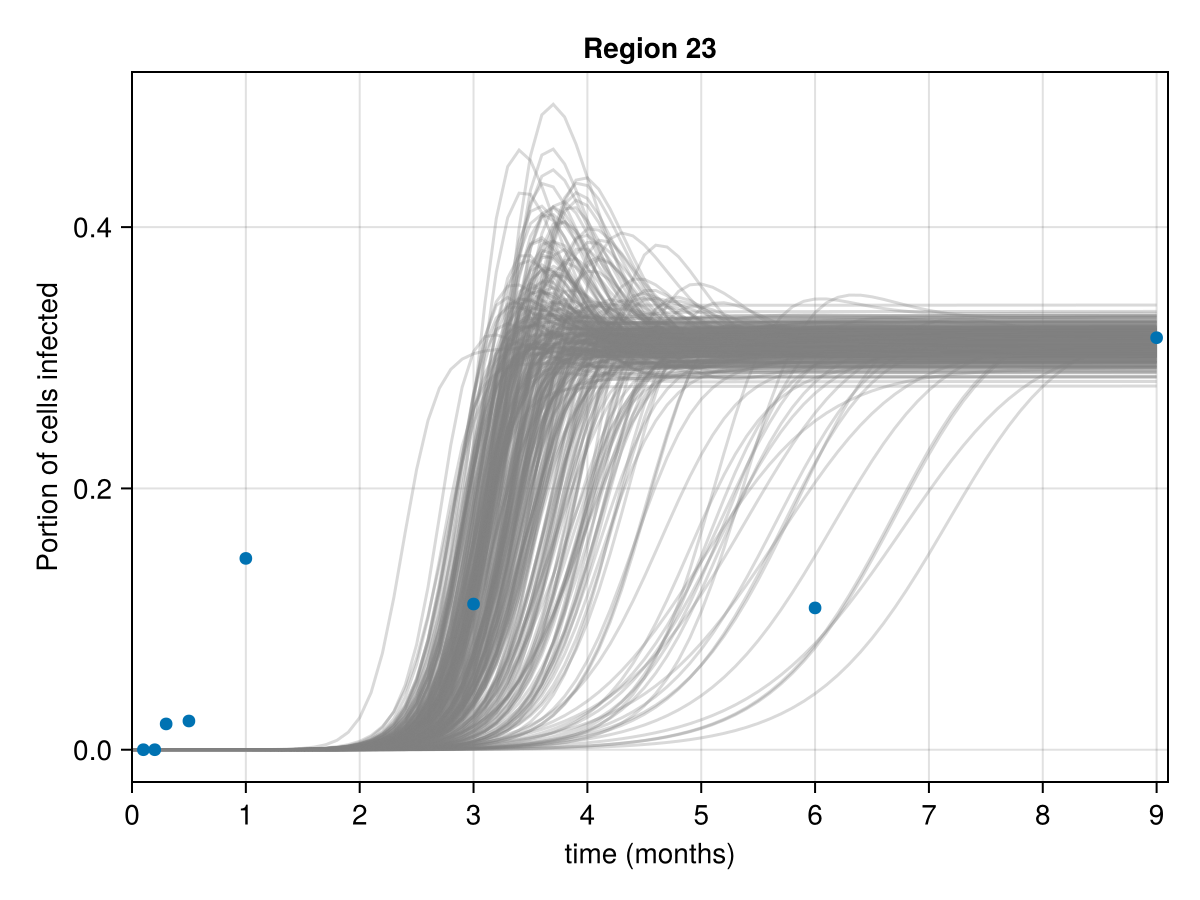 Region 23
Portion of cells infected
0.4
0.2
0.0
0 1 2 3 4 5 6 7 8 9
time (months)